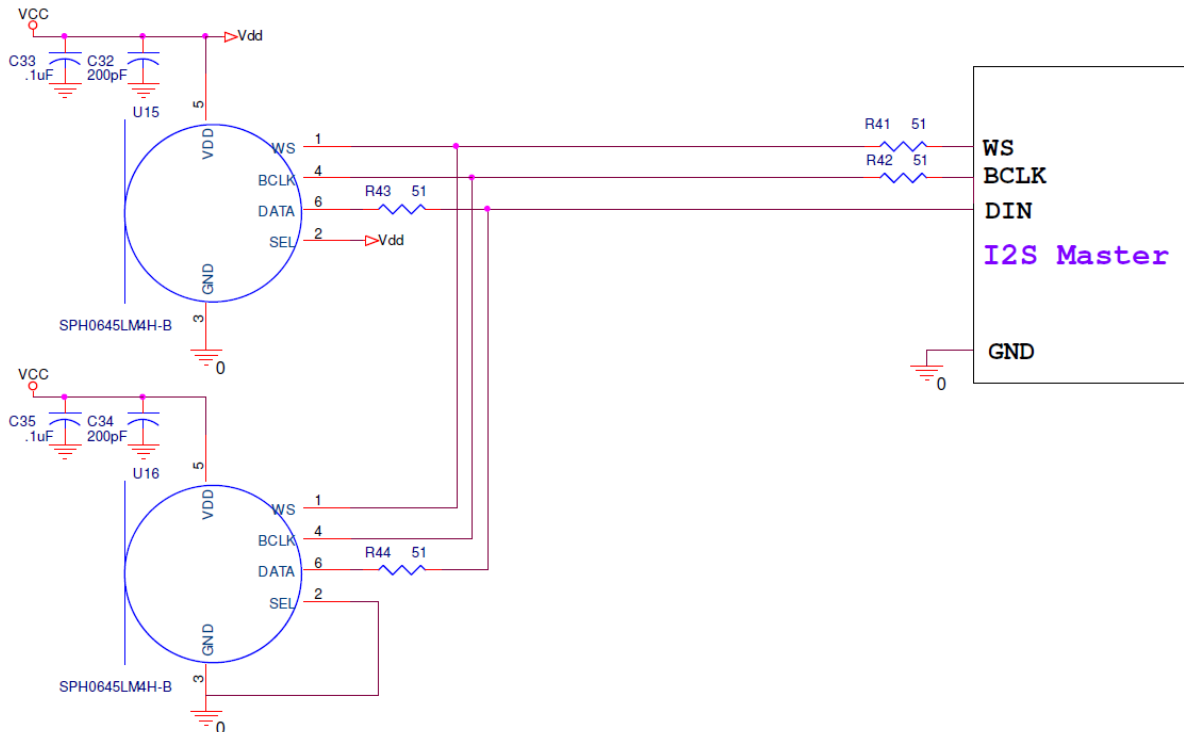 VCC
Vdd
C33
.1uF
C32
200pF
U15
5
VDD
WS
1
BCLK
4
DATA
6
SEL
2
Vdd
GND
3
SPH0645LM4H-B
0
R43 51
R41 51
R42 51
WS
BCLK
DIN
I2S Master
GND
0
VCC
C35
.1uF
C34
200pF
U16
5
VDD
WS
1
BCLK
4
DATA
6
SEL
2
R44 51
GND
3
SPH0645LM4H-B
0